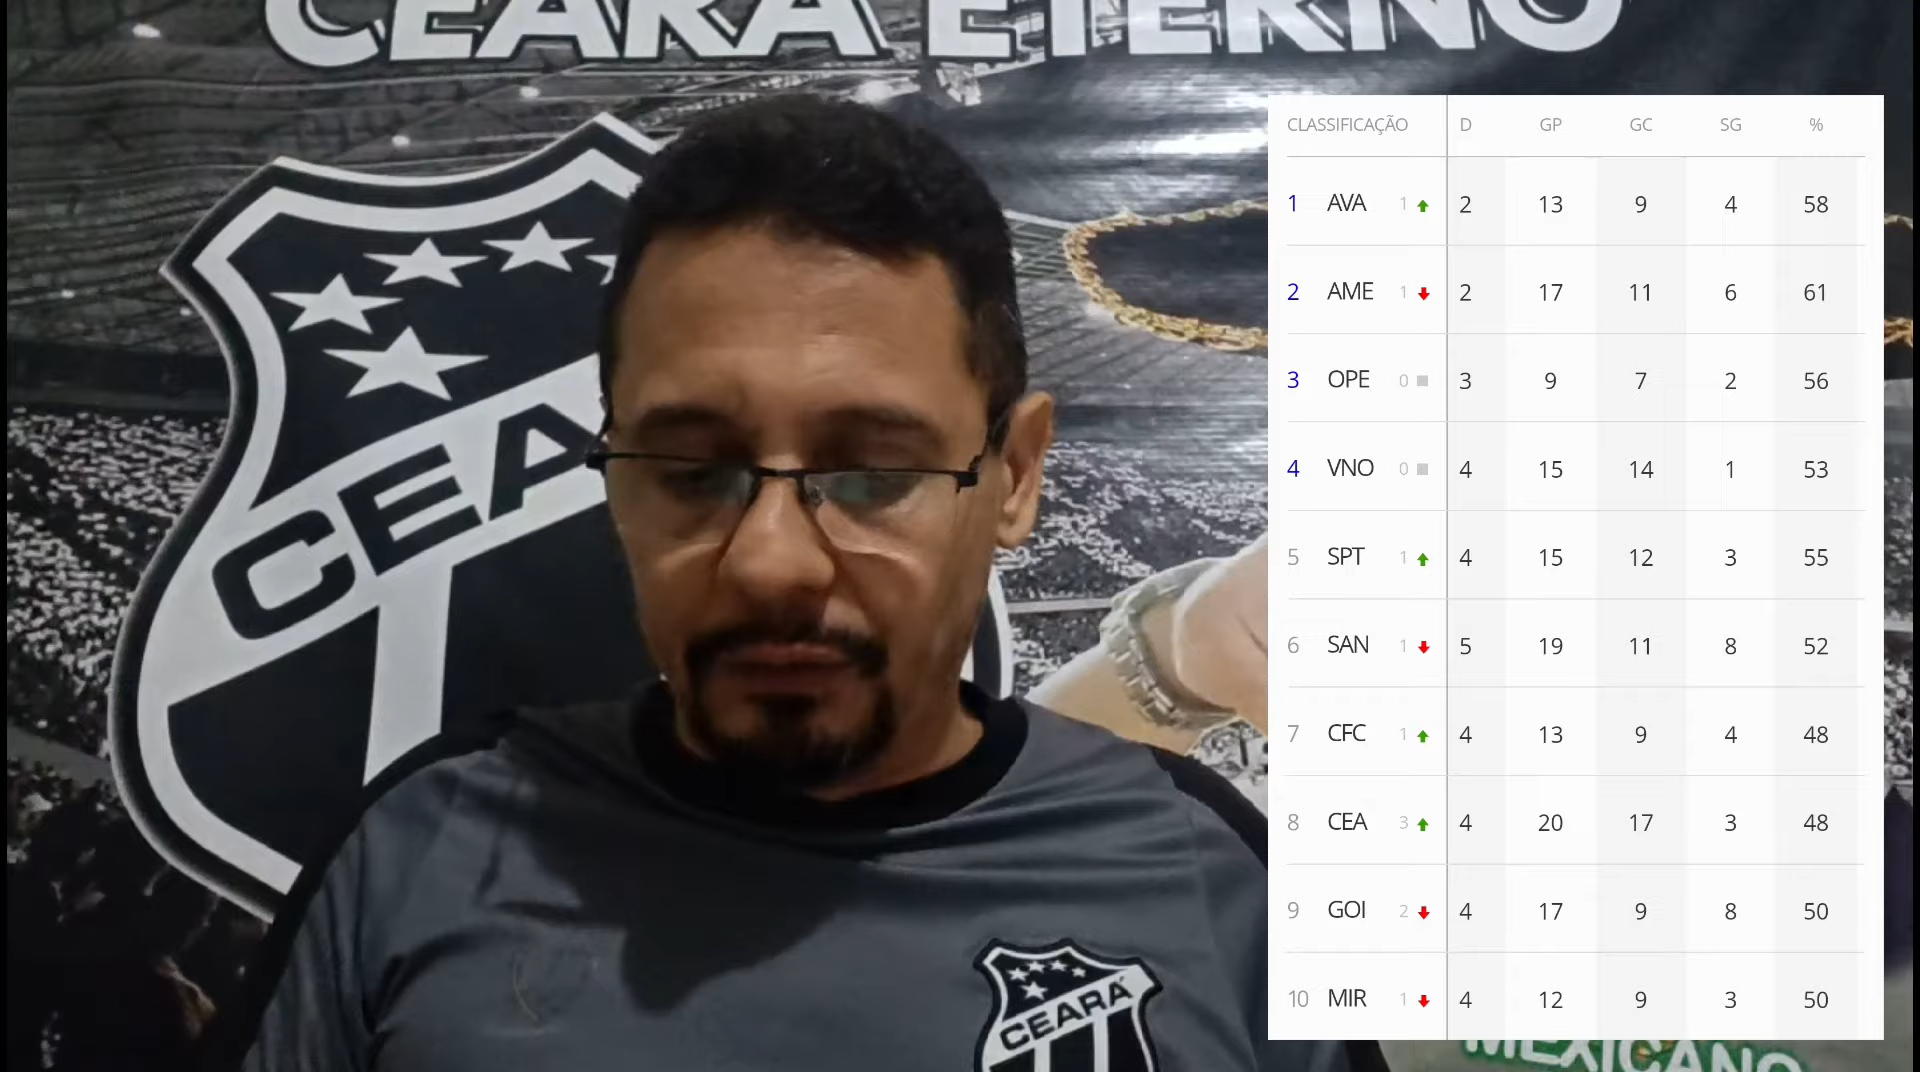 CEARÁ ETERNO
CEA
CEARÁ
CLASSIFICAÇÃO D GP GC SG %
1 AVA 1 2 13 9 4 58
2 AME 1 2 17 11 6 61
3 OPE 0 3 9 7 2 56
4 VNO 0 4 15 14 1 53
5 SPT 1 4 15 12 3 55
6 SAN 1 5 19 11 8 52
7 CFC 1 4 13 9 4 48
8 CEA 3 4 20 17 3 48
9 GOI 2 4 17 9 8 50
10 MIR 1 4 12 9 3 50
MEXICANO